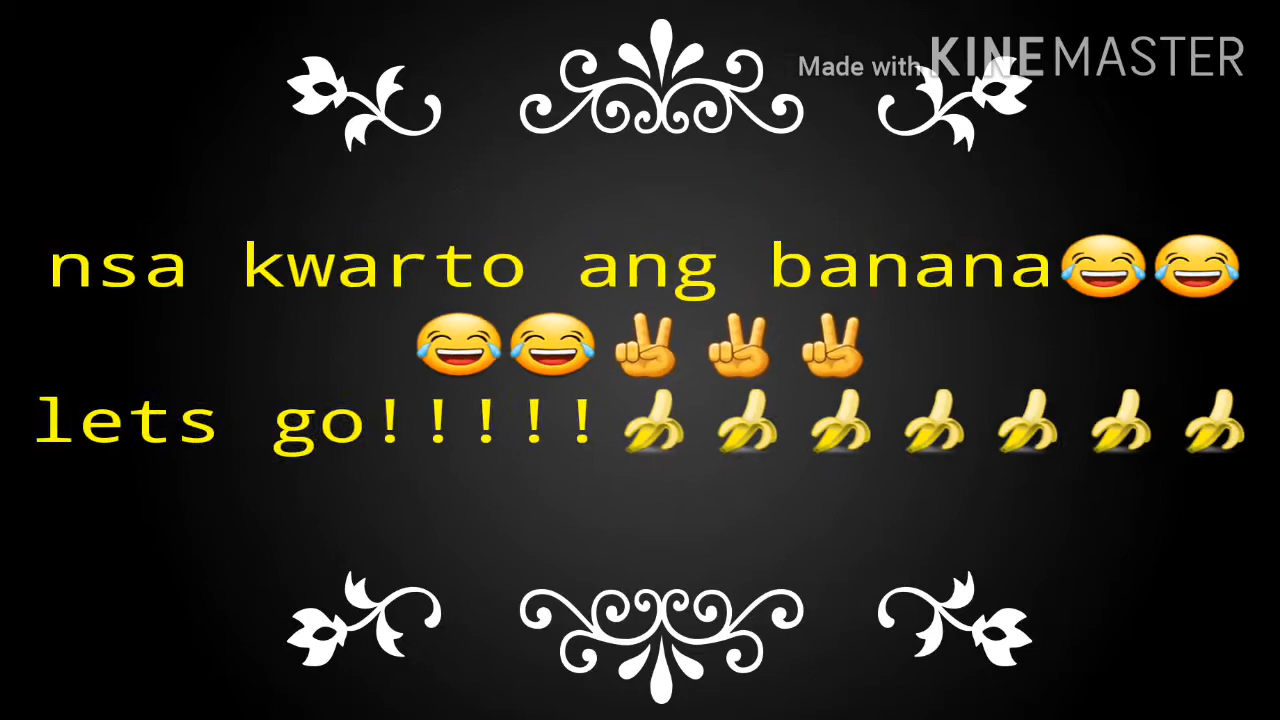 Made with KINEMASTER
nsa kwarto ang banana😂😂
😂😂✌✌✌
lets go!!!!!🍌🍌🍌🍌🍌🍌🍌